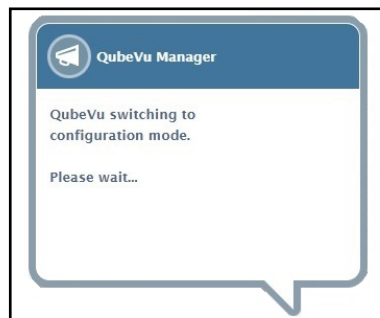 QubeVu Manager
QubeVu switching to
configuration mode.
Please wait...